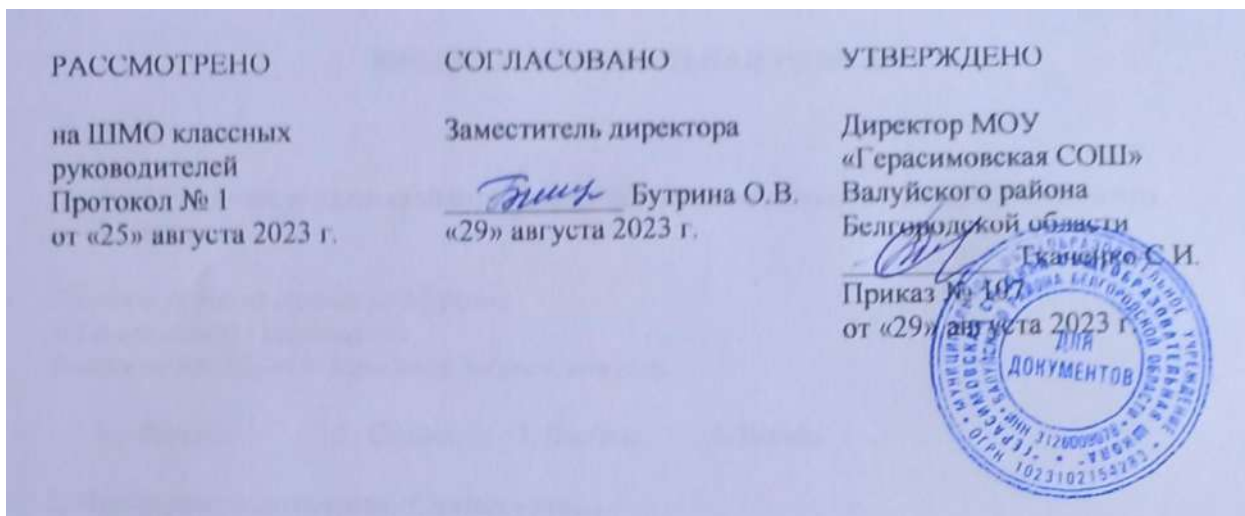 РАССМОТРЕНО
на ШМО классных
руководителей
Протокол № 1
от «25» августа 2023 г.
СОГЛАСОВАНО
Заместитель директора
Бутрина О.В.
«29» августа 2023 г.
УТВЕРЖДЕНО
Директор МОУ
«Герасимовская СОШ»
Валуйского района
Белгородской области
Ткаченко С.И.
Приказ № 107
от «29» августа 2023 г.
ДЛЯ
ДОКУМЕНТОВ